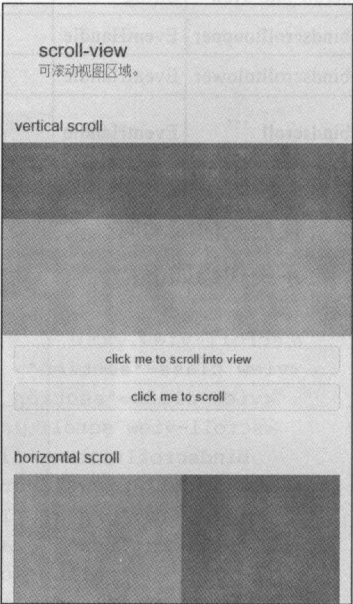 scroll-view
可滚动视图区域。
vertical scroll
click me to scroll into view
click me to scroll
horizontal scroll